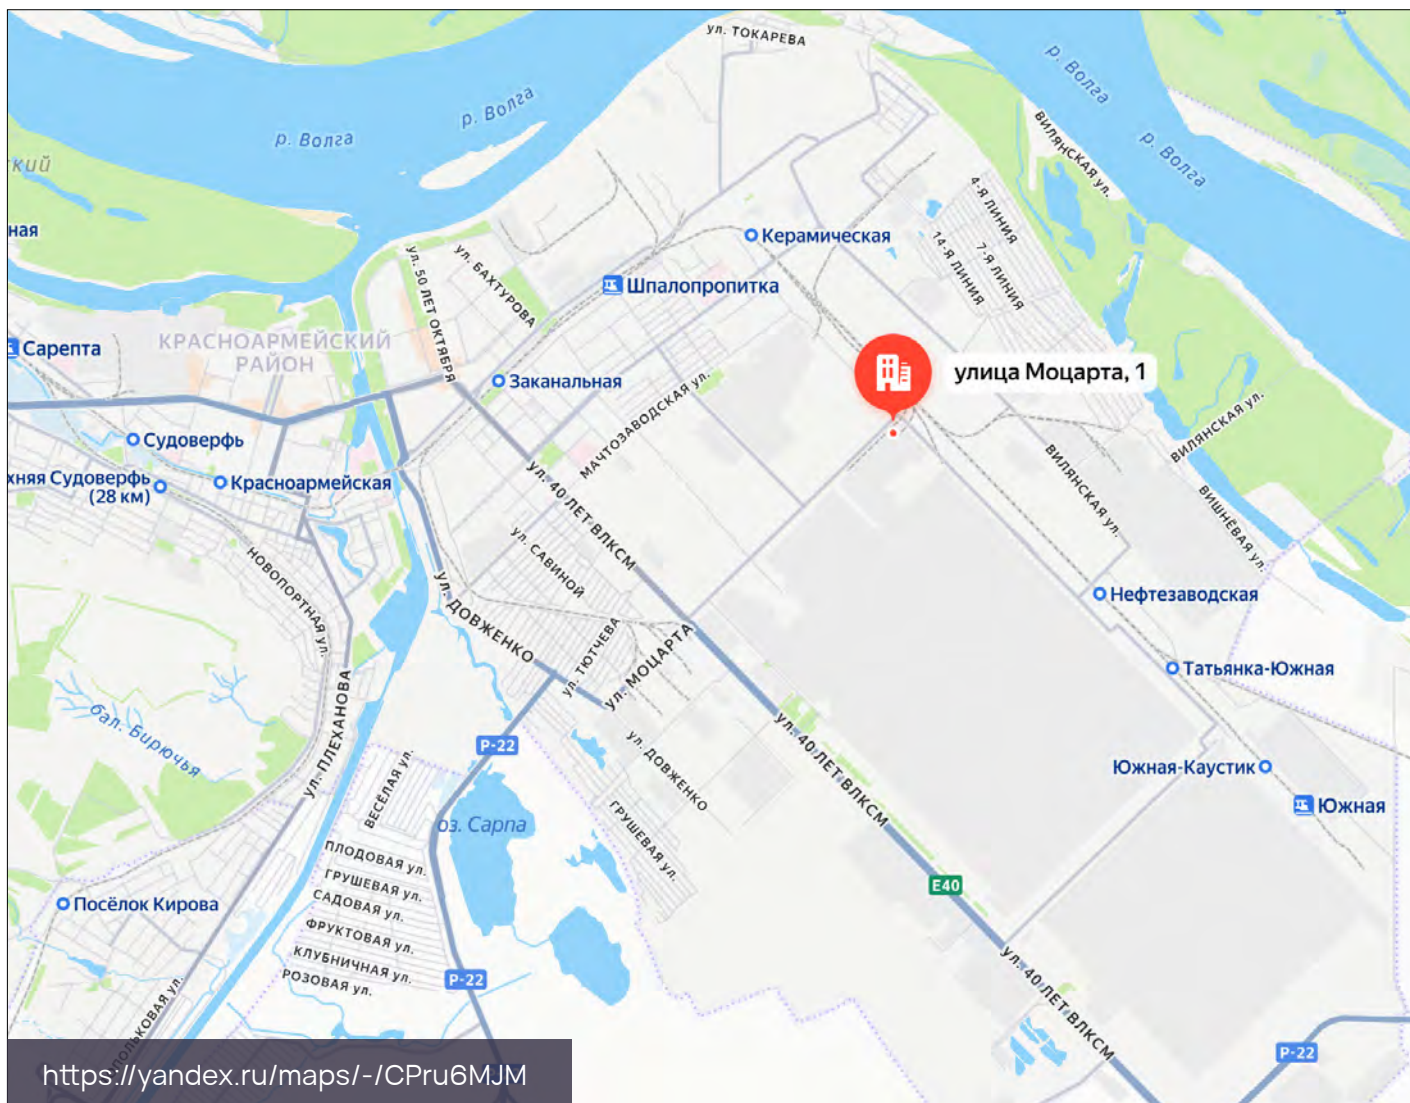 ул. ТОКАРЕВА
р. Волга
р. Волга
р. Волга
р. Волга
ский
ная
ВИЛЯНСКАЯ ул.
4-Я ЛИНИЯ
7-Я ЛИНИЯ
14-Я ЛИНИЯ
Керамическая
ул. БАХТУРОВА
ул. 50 ЛЕТ ОКТЯБРЯ
Шпалопропитка
Сарепта
КРАСНОАРМЕЙСКИЙ
РАЙОН
Заканальная
улица Моцарта, 1
МАЧТОЗАВОДСКАЯ ул.
ВИЛЯНСКАЯ ул.
Судоверфь
хняя Судоверфь
(28 км)
Красноармейская
ул. 40 ЛЕТ ВЛКСМ
ВИЛЯНСКАЯ ул.
ВИШНЁВАЯ ул.
ул. САВИНОЙ
НОВОПОРТНАЯ ул.
ул. ДОВЖЕНКО
Нефтезаводская
ул. ТЮТЧЕВА
ул. МОЦАРТА
Татьянка-Южная
бал. Бирючья
ул. ПЛЕХАНОВА
Р-22
ул. ДОВЖЕНКО
ул. 40 ЛЕТ ВЛКСМ
Южная-Каустик
Южная
ВЕСЁЛАЯ ул.
оз. Сарпа
ГРУШЕВАЯ ул.
ПЛОДОВАЯ ул.
ГРУШЕВАЯ ул.
САДОВАЯ ул.
ФРУКТОВАЯ ул.
КЛУБНИЧНАЯ ул.
РОЗОВАЯ ул.
Е40
Посёлок Кирова
Р-22
ул. 40 ЛЕТ ВЛКСМ
ПОЛЬКОВАЯ ул.
Р-22
https://yandex.ru/maps/-/CPru6MJM